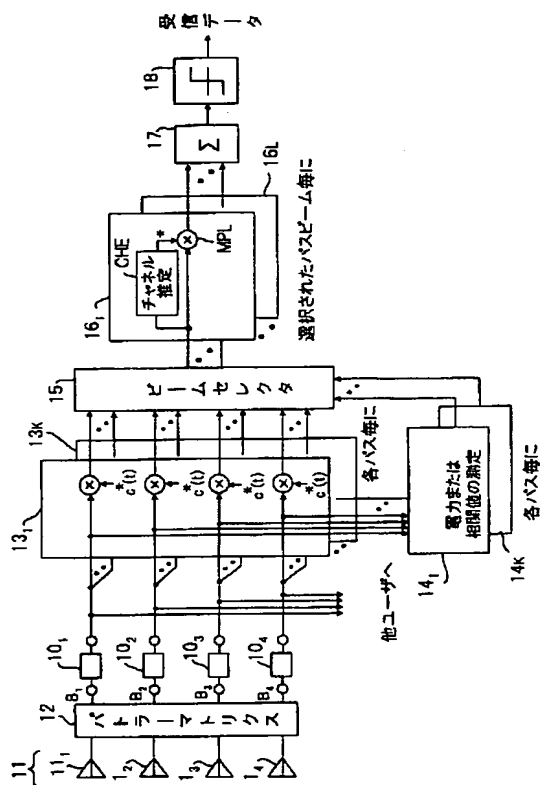 11
11₁
1₂
1₃
1₄
12
バトラーマトリクス
B₁
B₂
B₃
B₄
10₁
10₂
10₃
10₄
他ユーザへ
13₁
13K
c*(t)
c*(t)
c*(t)
c*(t)
各パス毎に
14₁
電力または
相関値の測定
14K
各パス毎に
15
ビームセレクタ
16₁
CHE
チャネル
推定
*
MPL
16L
選択されたパスビーム毎に
17
Σ
18
受信データ